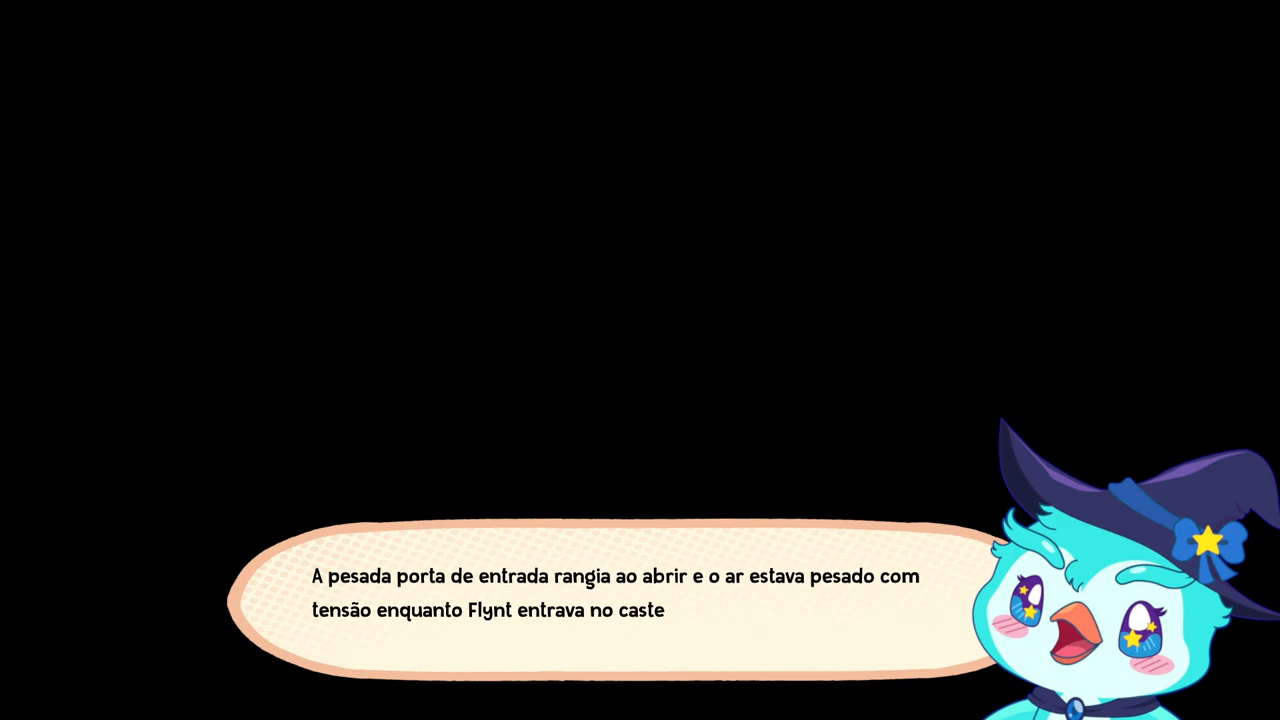 A pesada porta de entrada rangia ao abrir e o ar estava pesado com
tensão enquanto Flynt entrava no caste